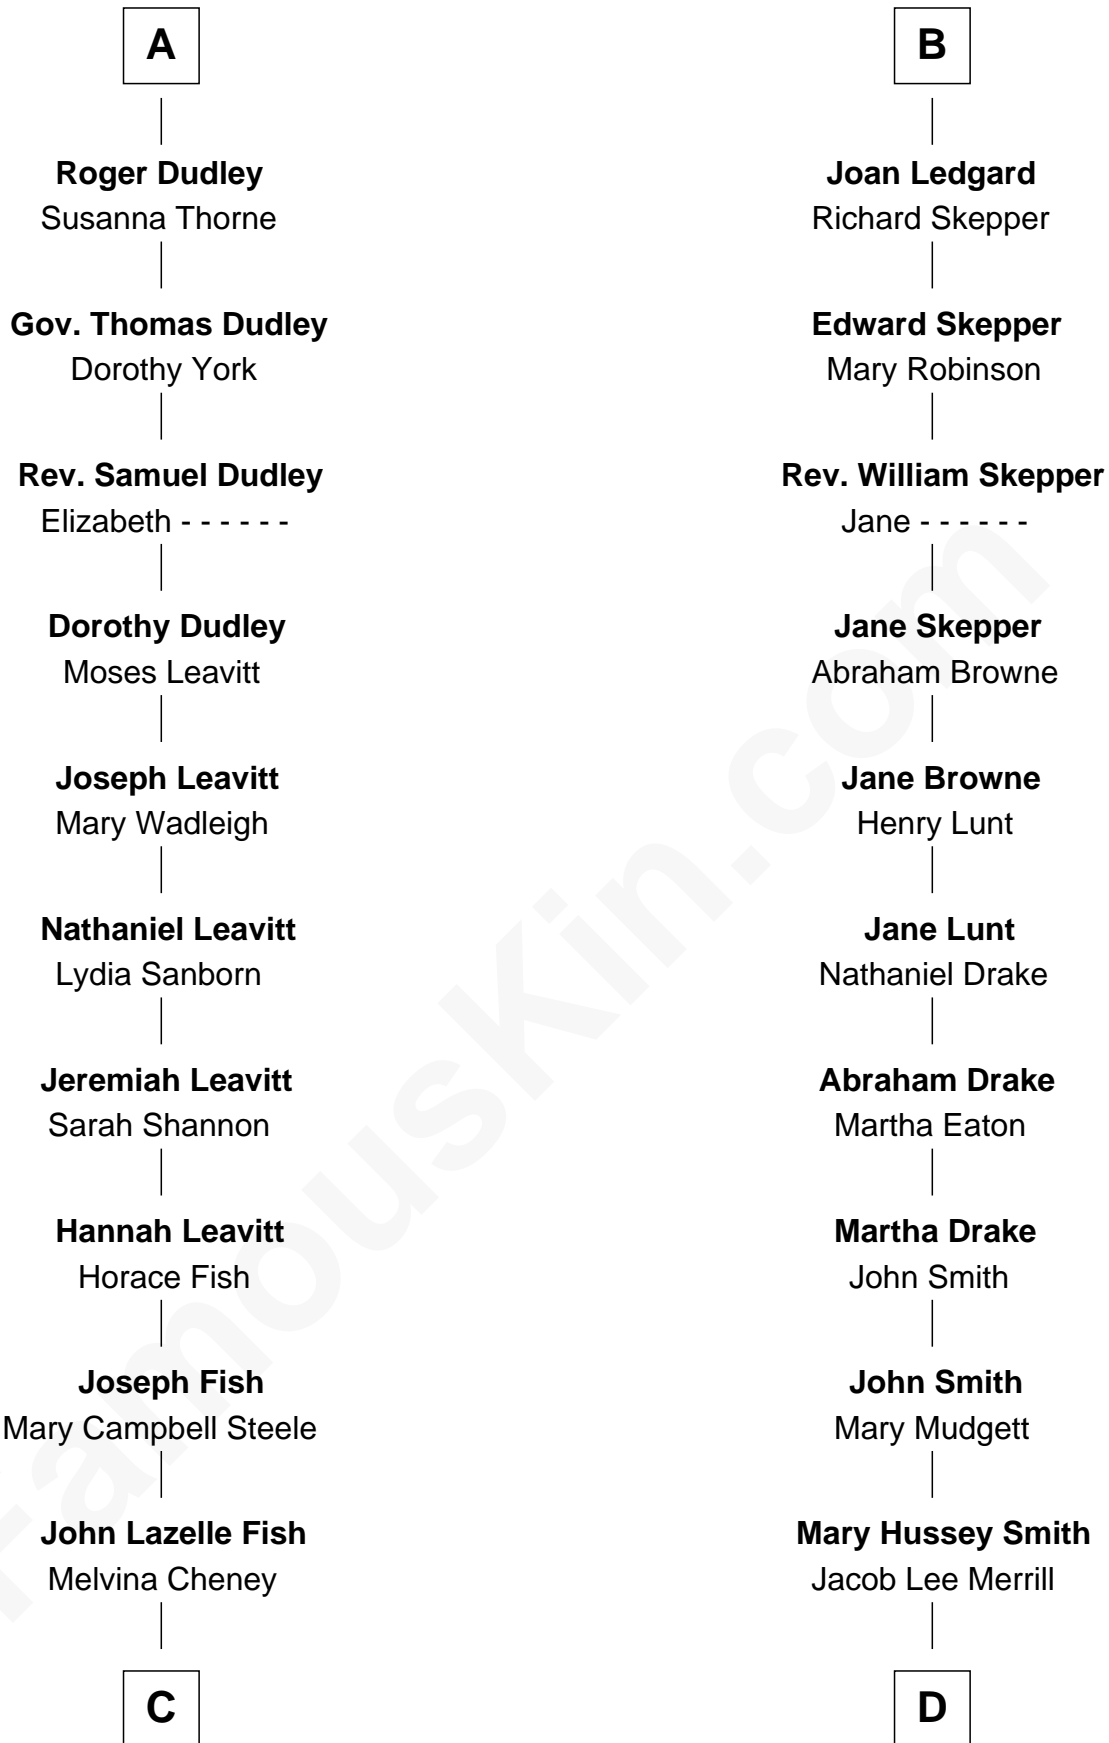 A
Roger Dudley
Susanna Thorne
Gov. Thomas Dudley
Dorothy York
Rev. Samuel Dudley
Elizabeth - - - - - -
Dorothy Dudley
Moses Leavitt
Joseph Leavitt
Mary Wadleigh
Nathaniel Leavitt
Lydia Sanborn
Jeremiah Leavitt
Sarah Shannon
Hannah Leavitt
Horace Fish
Joseph Fish
Mary Campbell Steele
John Lazelle Fish
Melvina Cheney
C
B
Joan Ledgard
Richard Skepper
Edward Skepper
Mary Robinson
Rev. William Skepper
Jane - - - - - -
Jane Skepper
Abraham Browne
Jane Browne
Henry Lunt
Jane Lunt
Nathaniel Drake
Abraham Drake
Martha Eaton
Martha Drake
John Smith
John Smith
Mary Mudgett
Mary Hussey Smith
Jacob Lee Merrill
D
FamousKin.com